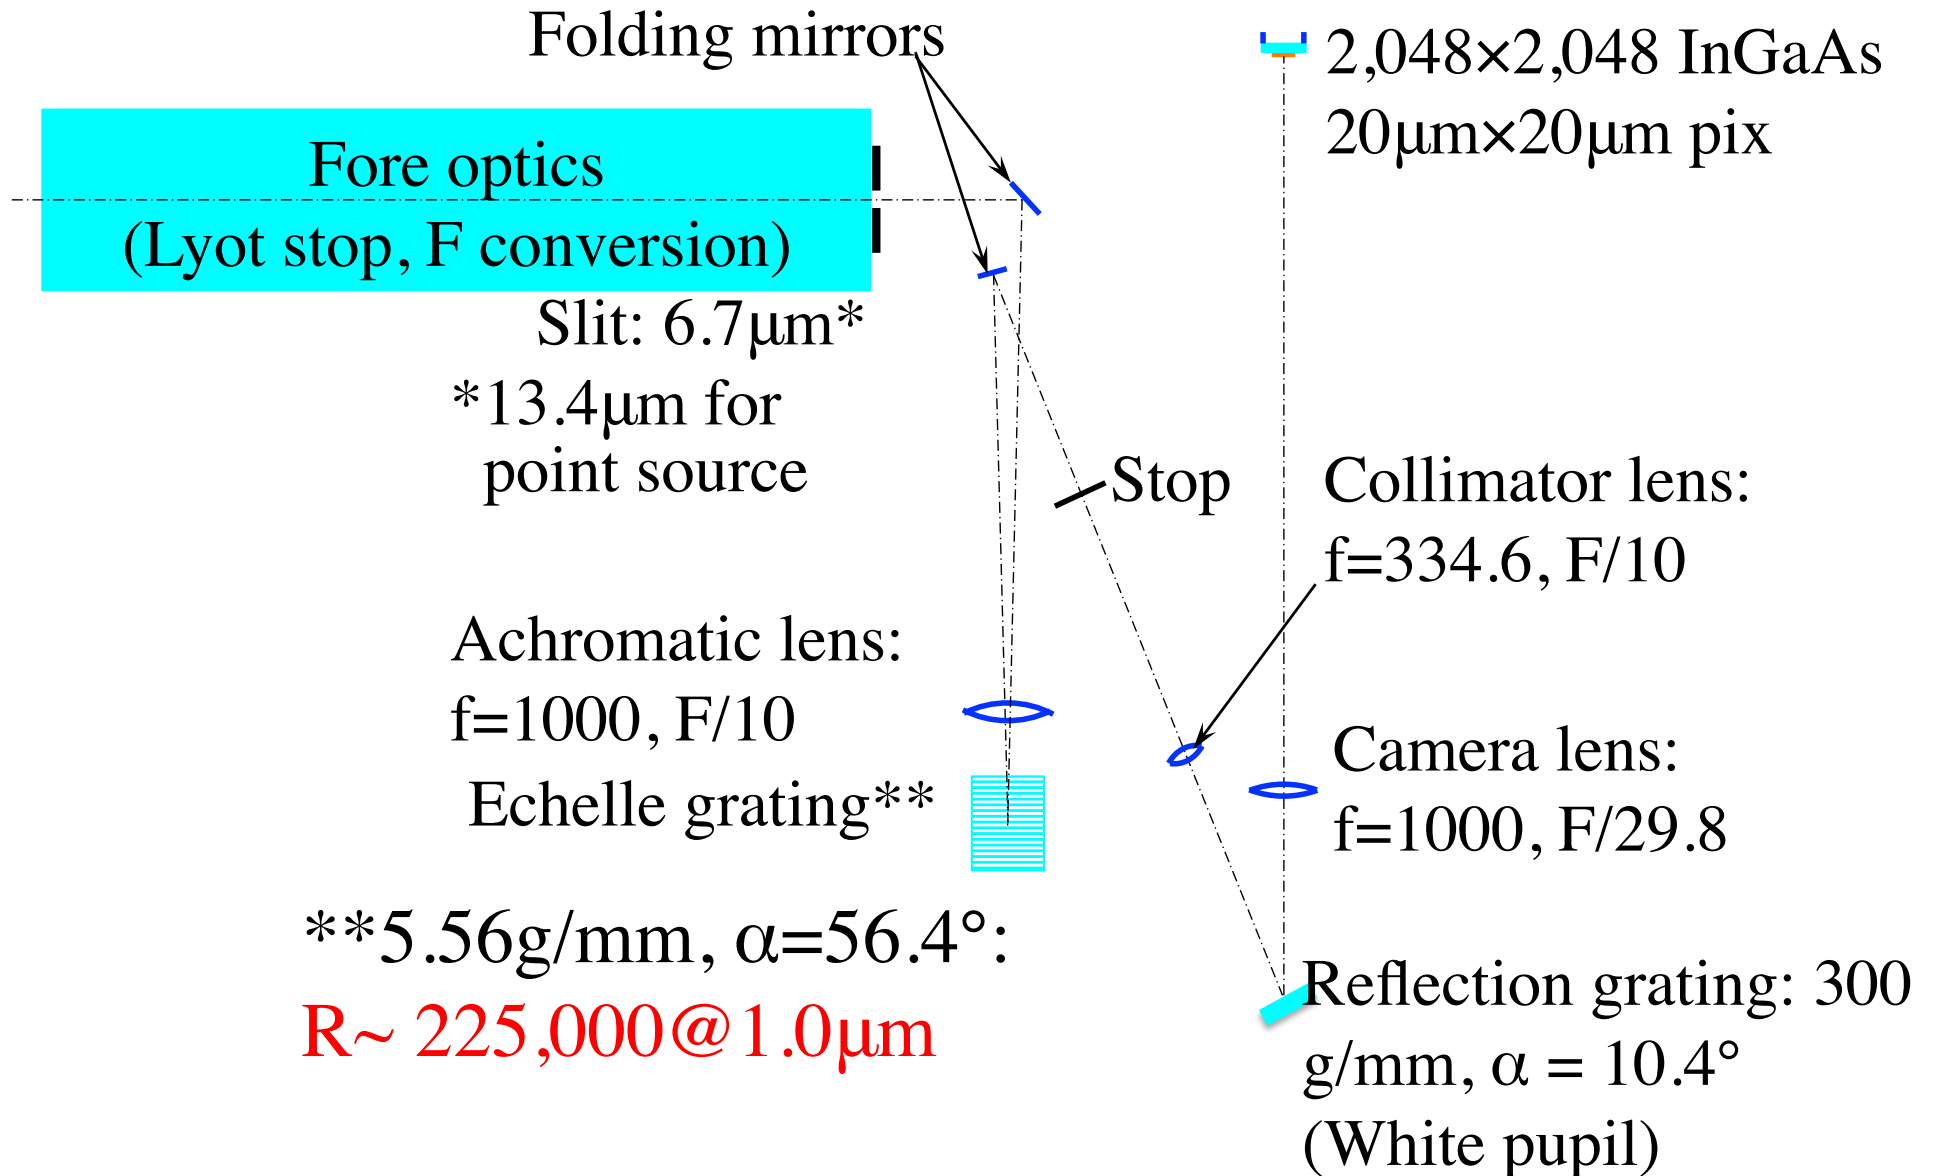 Folding mirrors
2,048×2,048 InGaAs
20μm×20μm pix
Fore optics
(Lyot stop, F conversion)
Slit: 6.7μm*
*13.4μm for
point source
Stop
Collimator lens:
f=334.6, F/10
Achromatic lens:
f=1000, F/10
Camera lens:
f=1000, F/29.8
Echelle grating**
**5.56g/mm, α=56.4°:
R~ 225,000@1.0μm
Reflection grating: 300
g/mm, α = 10.4°
(White pupil)